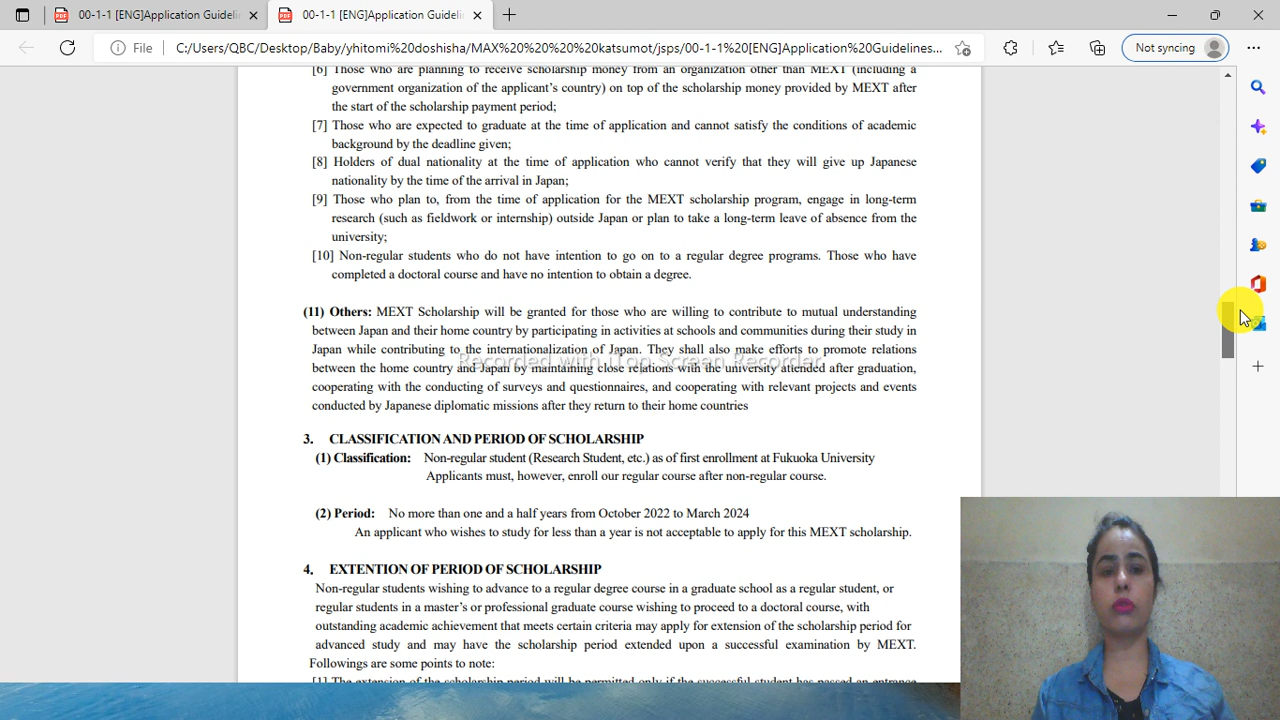 00-1-1 [ENG]Application Guideli
00-1-1 [ENG]Application Guideli
File
C:/Users/QBC/Desktop/Baby/yhitomi%20doshisha/MAX%20%20%20%20katsumot/jsps/00-1-1%20[ENG]Application%20Guidelines...
Not syncing
[6] Those who are planning to receive scholarship money from an organization other than MEXT (including a
government organization of the applicant's country) on top of the scholarship money provided by MEXT after
the start of the scholarship payment period;
[7] Those who are expected to graduate at the time of application and cannot satisfy the conditions of academic
background by the deadline given;
[8] Holders of dual nationality at the time of application who cannot verify that they will give up Japanese
nationality by the time of the arrival in Japan;
[9] Those who plan to, from the time of application for the MEXT scholarship program, engage in long-term
research (such as fieldwork or internship) outside Japan or plan to take a long-term leave of absence from the
university;
[10] Non-regular students who do not have intention to go on to a regular degree programs. Those who have
completed a doctoral course and have no intention to obtain a degree.
(11) Others: MEXT Scholarship will be granted for those who are willing to contribute to mutual understanding
between Japan and their home country by participating in activities at schools and communities during their study in
Japan while contributing to the internationalization of Japan. They shall also make efforts to promote relations
Recorded with iTop Screen Recorder
between the home country and Japan by maintaining close relations with the university attended after graduation,
cooperating with the conducting of surveys and questionnaires, and cooperating with relevant projects and events
conducted by Japanese diplomatic missions after they return to their home countries
3. CLASSIFICATION AND PERIOD OF SCHOLARSHIP
(1) Classification: Non-regular student (Research Student, etc.) as of first enrollment at Fukuoka University
Applicants must, however, enroll our regular course after non-regular course.
(2) Period: No more than one and a half years from October 2022 to March 2024
An applicant who wishes to study for less than a year is not acceptable to apply for this MEXT scholarship.
4. EXTENTION OF PERIOD OF SCHOLARSHIP
Non-regular students wishing to advance to a regular degree course in a graduate school as a regular student, or
regular students in a master's or professional graduate course wishing to proceed to a doctoral course, with
outstanding academic achievement that meets certain criteria may apply for extension of the scholarship period for
advanced study and may have the scholarship period extended upon a successful examination by MEXT.
Followings are some points to note:
[1] The extension of the scholarship period will be permitted only if the successful student has passed an entrance